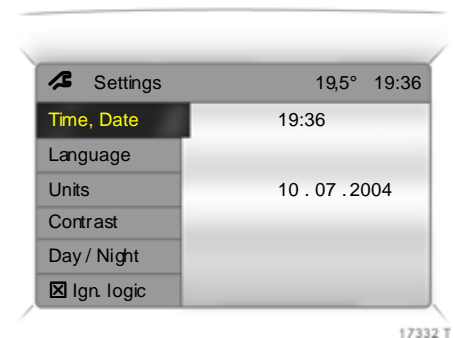 Settings 19,5° 19:36
Time, Date 19:36
Language
Units 10 . 07 . 2004
Contrast
Day / Night
Ign. logic
17332 T